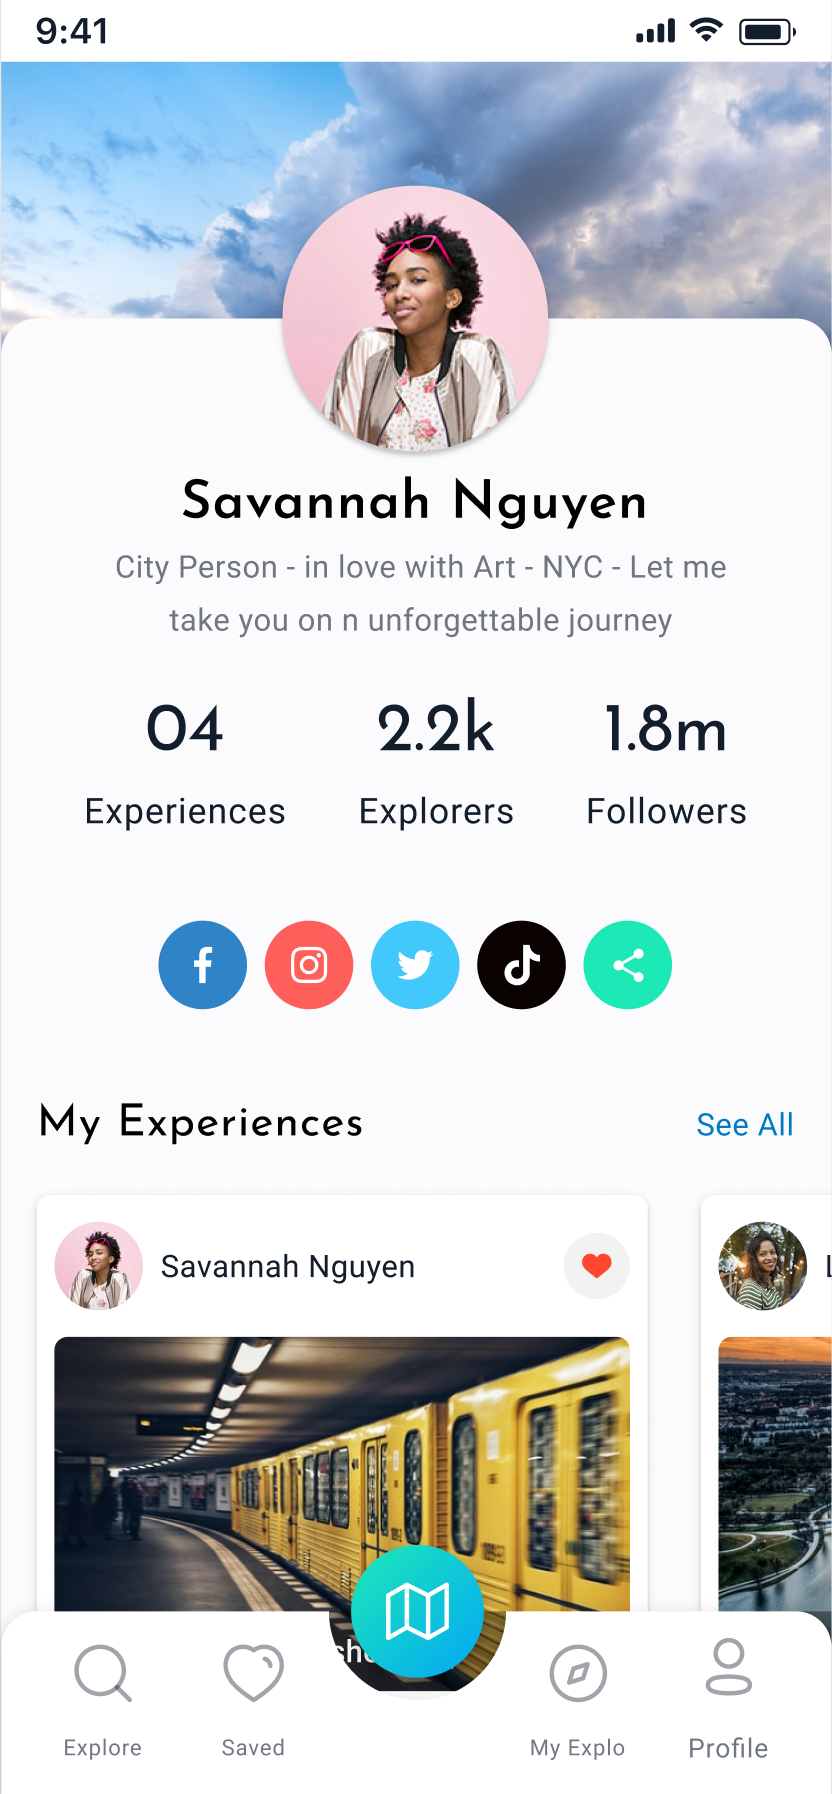 9:41
Savannah Nguyen
City Person - in love with Art - NYC - Let me
take you on n unforgettable journey
04 2.2k 1.8m
Experiences Explorers Followers
My Experiences See All
Savannah Nguyen
Explore Saved My Explo Profile